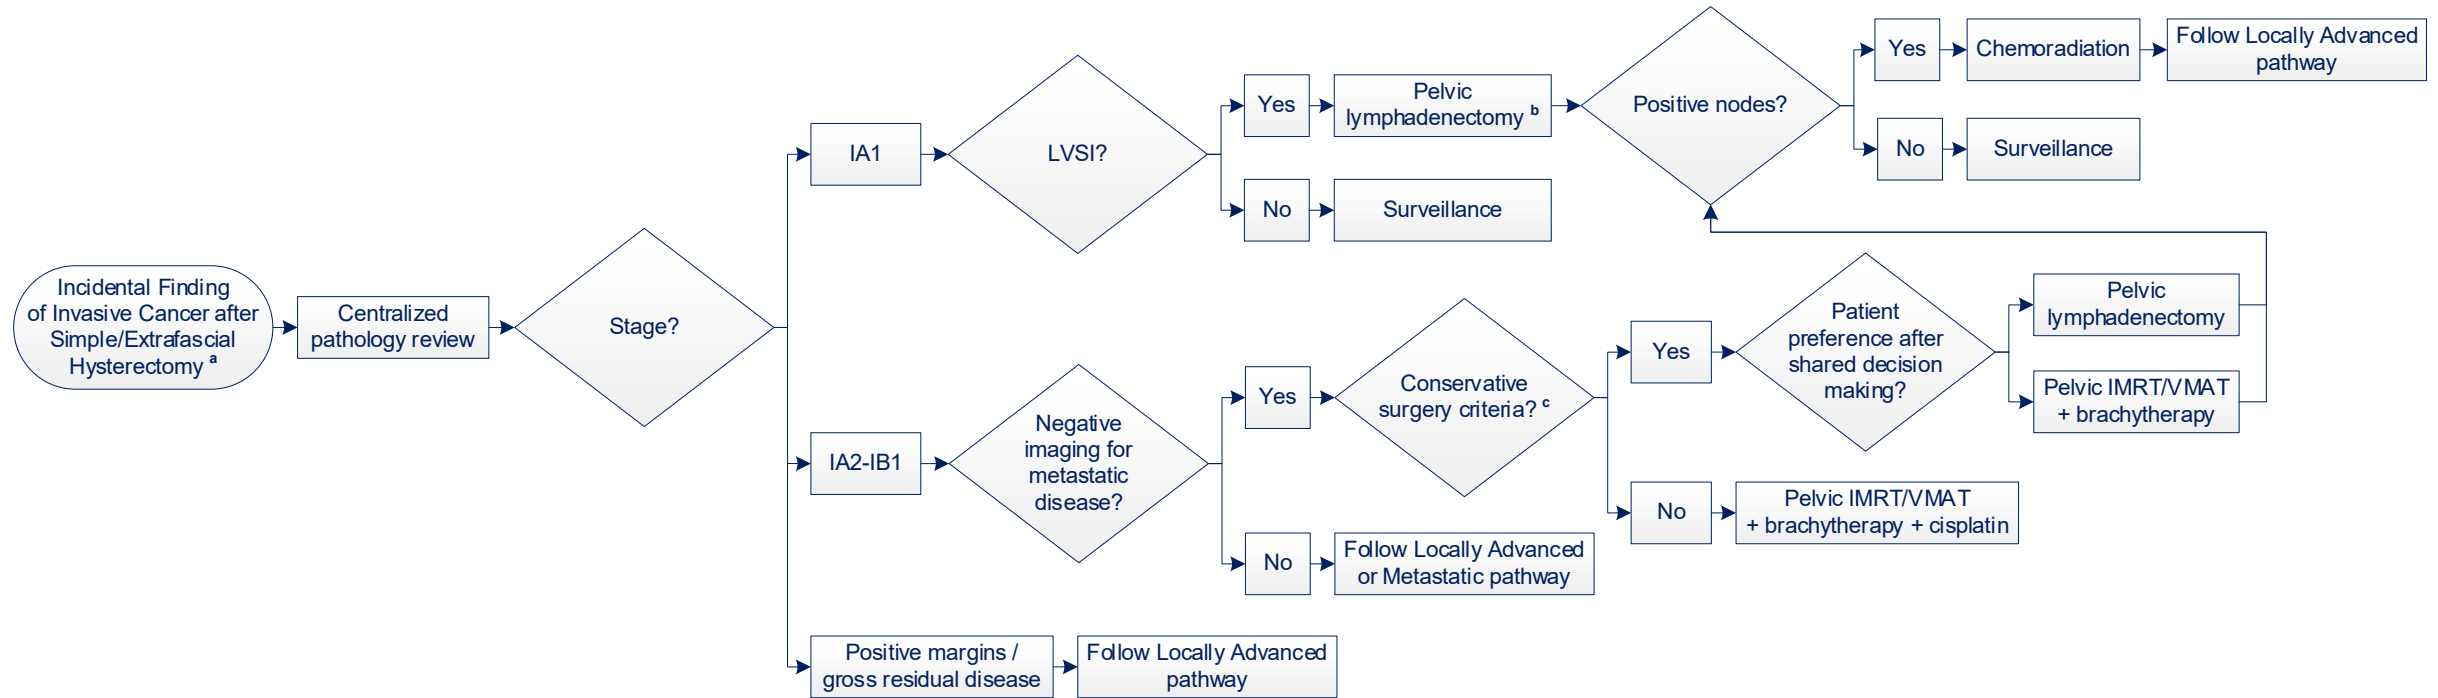 Incidental Finding
of Invasive Cancer after
Simple/Extrafascial
Hysterectomy a
Centralized
pathology review
Stage?
IA1
LVSI?
Yes
Pelvic
lymphadenectomy b
Positive nodes?
Yes
Chemoradiation
Follow Locally Advanced
pathway
No
Surveillance
No
Surveillance
IA2-IB1
Negative
imaging for
metastatic
disease?
Yes
Conservative
surgery criteria? c
Yes
Patient
preference after
shared decision
making?
Pelvic
lymphadenectomy
Pelvic IMRT/VMAT
+ brachytherapy
No
Pelvic IMRT/VMAT
+ brachytherapy + cisplatin
No
Follow Locally Advanced
or Metastatic pathway
Positive margins /
gross residual disease
Follow Locally Advanced
pathway